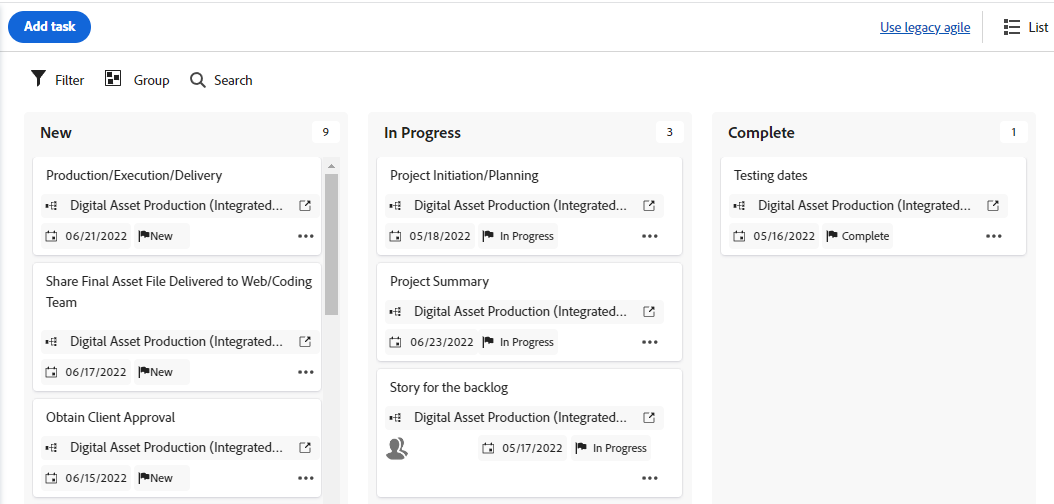 Add task
Use legacy agile
List
Filter
Group
Search
New
9
Production/Execution/Delivery
Digital Asset Production (Integrated...
06/21/2022
New
Share Final Asset File Delivered to Web/Coding
Team
Digital Asset Production (Integrated...
06/17/2022
New
Obtain Client Approval
Digital Asset Production (Integrated...
06/15/2022
New
In Progress
3
Project Initiation/Planning
Digital Asset Production (Integrated...
05/18/2022
In Progress
Project Summary
Digital Asset Production (Integrated...
06/23/2022
In Progress
Story for the backlog
Digital Asset Production (Integrated...
05/17/2022
In Progress
Complete
1
Testing dates
Digital Asset Production (Integrated...
05/16/2022
Complete